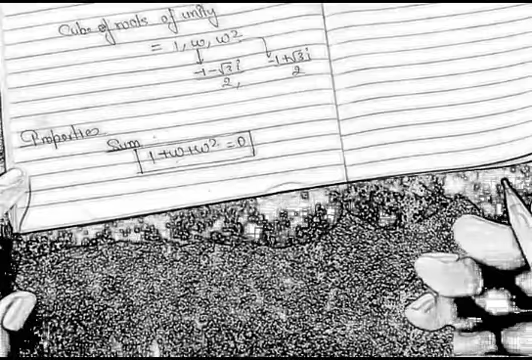 Cube of roots of unity
= 1, ω, ω²
-1-√3i/2, -1+√3i/2
Properties
Sum
1+ω+ω² = 0